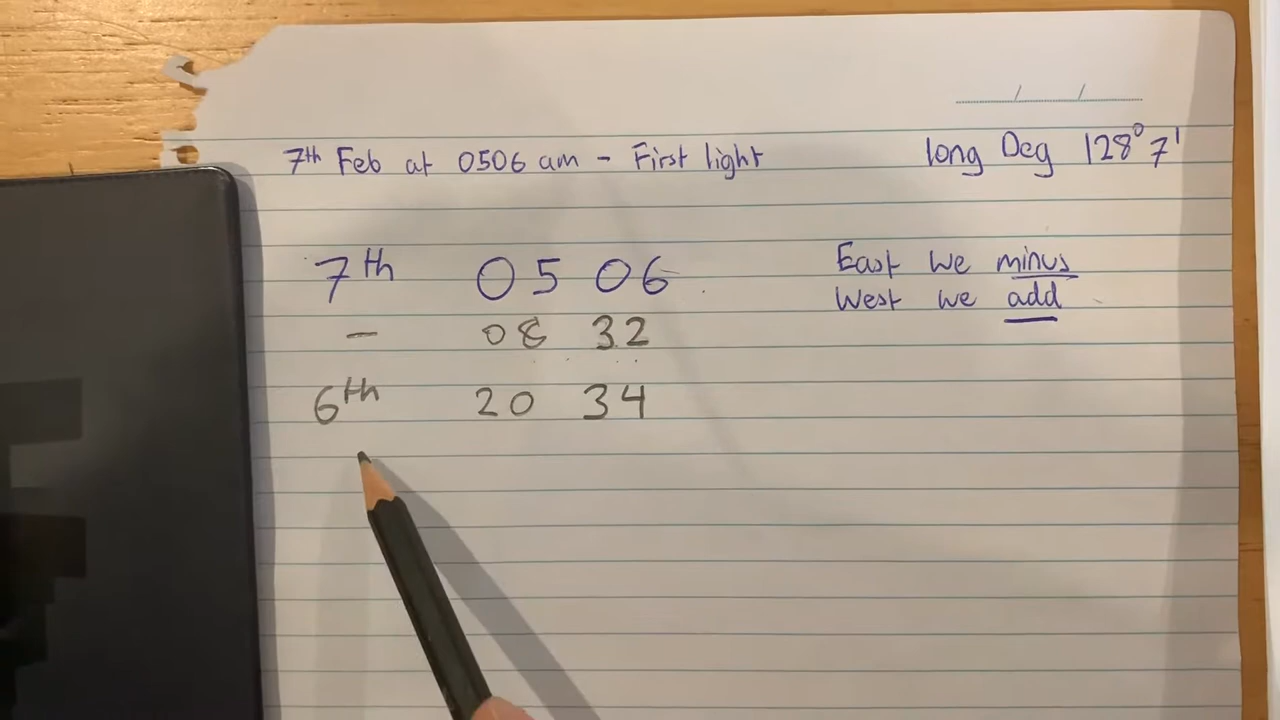 7th Feb at 0506 am - First light
long Deg 128° 7'
7th 05 06
- 08 32
6th 20 34
East we minus
West we add